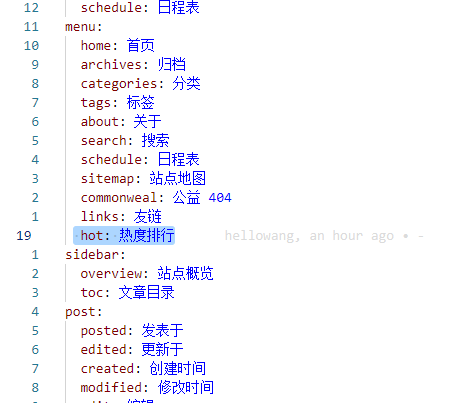 12 schedule: 日程表
11 menu:
10 home: 首页
9 archives: 归档
8 categories: 分类
7 tags: 标签
6 about: 关于
5 search: 搜索
4 schedule: 日程表
3 sitemap: 站点地图
2 commonweal: 公益 404
1 links: 友链
19 hot: 热度排行 hellowang, an hour ago • -
1 sidebar:
2 overview: 站点概览
3 toc: 文章目录
4 post:
5 posted: 发表于
6 edited: 更新于
7 created: 创建时间
8 modified: 修改时间